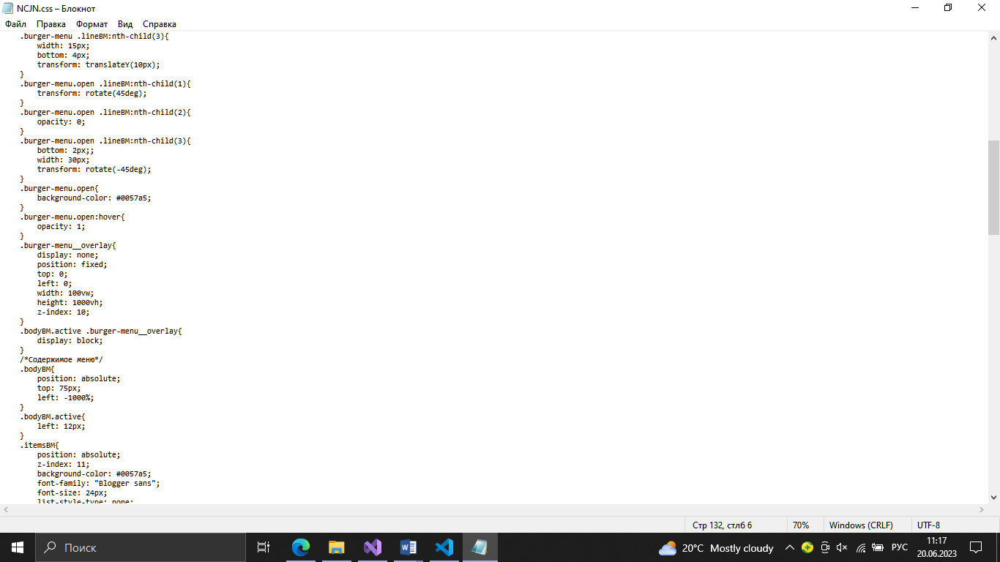 NCJN.css – Блокнот
Файл Правка Формат Вид Справка
.burger-menu .lineBM:nth-child(3){
width: 15px;
bottom: 4px;
transform: translateY(10px);
}
.burger-menu.open .lineBM:nth-child(1){
transform: rotate(45deg);
}
.burger-menu.open .lineBM:nth-child(2){
opacity: 0;
}
.burger-menu.open .lineBM:nth-child(3){
bottom: 2px;;
width: 30px;
transform: rotate(-45deg);
}
.burger-menu.open{
background-color: #0057a5;
}
.burger-menu.open:hover{
opacity: 1;
}
.burger-menu__overlay{
display: none;
position: fixed;
top: 0;
left: 0;
width: 100vw;
height: 1000vh;
z-index: 10;
}
.bodyBM.active .burger-menu__overlay{
display: block;
}
/*Содержимое меню*/
.bodyBM{
position: absolute;
top: 75px;
left: -1000%;
}
.bodyBM.active{
left: 12px;
}
.itemsBM{
position: absolute;
z-index: 11;
background-color: #0057a5;
font-family: "Blogger sans";
font-size: 24px;
list-style-type: none;
Стр 132, стлб 6 70% Windows (CRLF) UTF-8
Поиск
20°C Mostly cloudy
РУС
11:17
20.06.2023